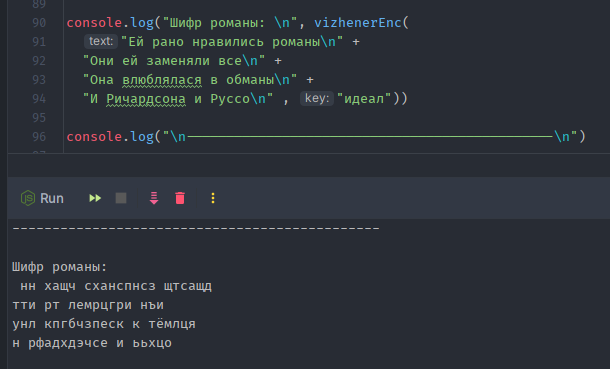 89
90 console.log("Шифр романы: \n", vizhenerEnc(
91 text: "Ей рано нравились романы\n" +
92 "Они ей заменяли все\n" +
93 "Она влюблялася в обманы\n" +
94 "И Ричардсона и Руссо\n" , key: "идеал"))
95
96 console.log("\n----------------------------------------------\n")
Run
----------------------------------------------
Шифр романы:
нн хащч сханспнсз щтсащд
тти рт лемрцгри нъи
унл кпгбчзпеск к тёмлця
н рфадхдэчсе и ььхцо